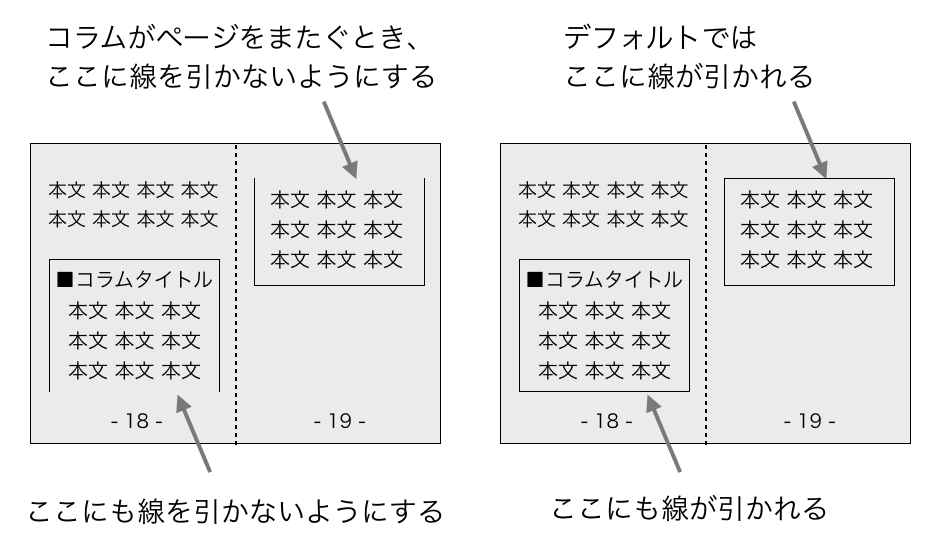 コラムがページをまたぐとき、
ここに線を引かないようにする
本文 本文 本文 本文
本文 本文 本文 本文
■コラムタイトル
本文 本文 本文
本文 本文 本文
本文 本文 本文
- 18 -
本文 本文 本文
本文 本文 本文
本文 本文 本文
- 19 -
ここにも線を引かないようにする
デフォルトでは
ここに線が引かれる
本文 本文 本文 本文
本文 本文 本文 本文
■コラムタイトル
本文 本文 本文
本文 本文 本文
本文 本文 本文
- 18 -
本文 本文 本文
本文 本文 本文
本文 本文 本文
- 19 -
ここにも線が引かれる